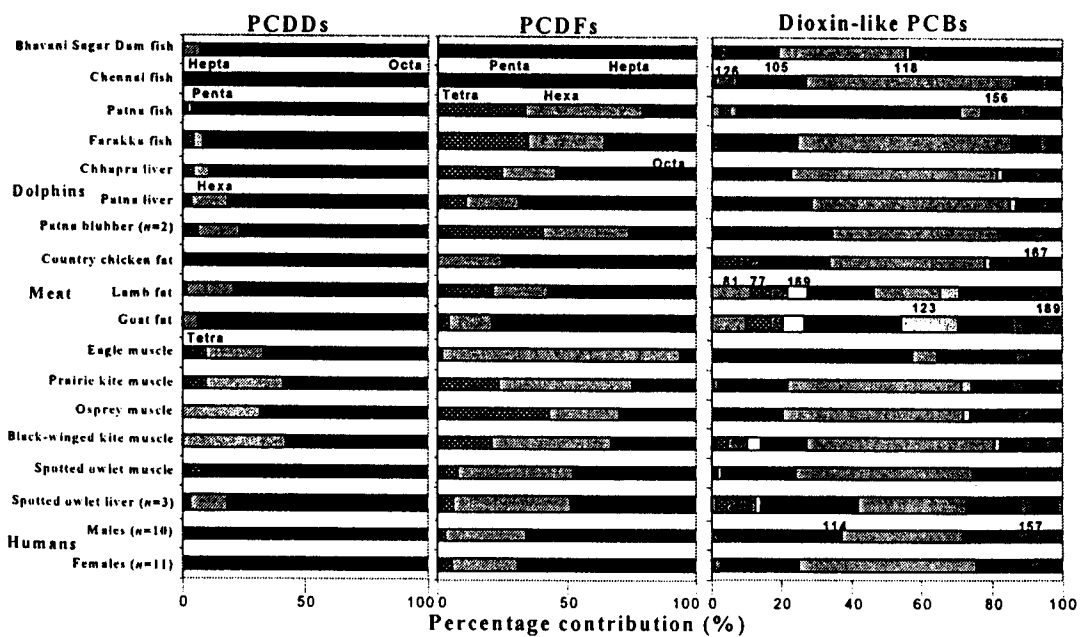 PCDDs PCDFs Dioxin-like PCBs
Bhavani Sagar Dam fish
Hepta Octa Penta Hepta 126 105 118
Chennai fish
Penta Tetra Hexa 156
Patna fish
Farakka fish
Octa
Chhapra liver
Dolphins Hexa
Patna liver
Patna blubber (n=2)
Country chicken fat 167
81 77 169
Meat Lamb fat
123 189
Goat fat
Tetra
Eagle muscle
Prairie kite muscle
Osprey muscle
Black-winged kite muscle
Spotted owlet muscle
Spotted owlet liver (n=3)
Males (n=10) 114 157
Humans
Females (n=11)
0 50 100 50 100 0 20 40 60 80 100
Percentage contribution (%)